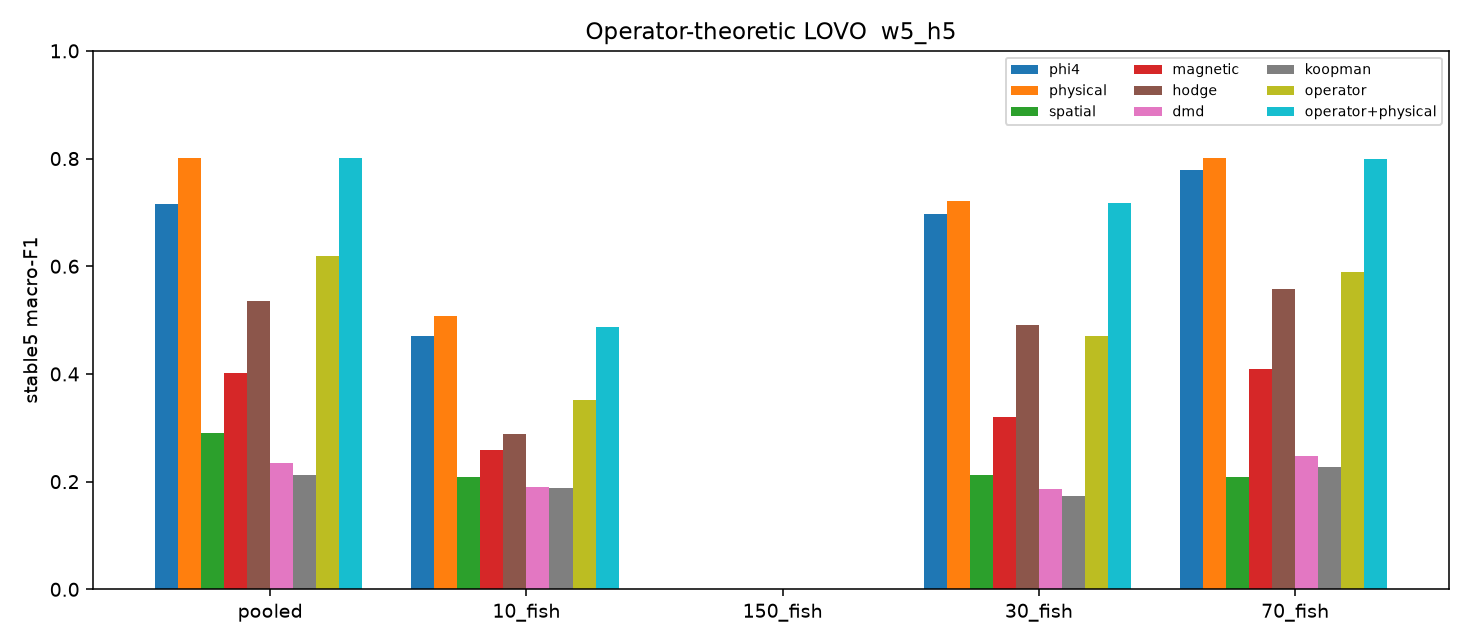 Operator-theoretic LOVO  w5_h5
1.0
0.8
0.6
0.4
0.2
0.0
stable5 macro-F1
phi4
physical
spatial
magnetic
hodge
dmd
koopman
operator
operator+physical
pooled
10_fish
150_fish
30_fish
70_fish